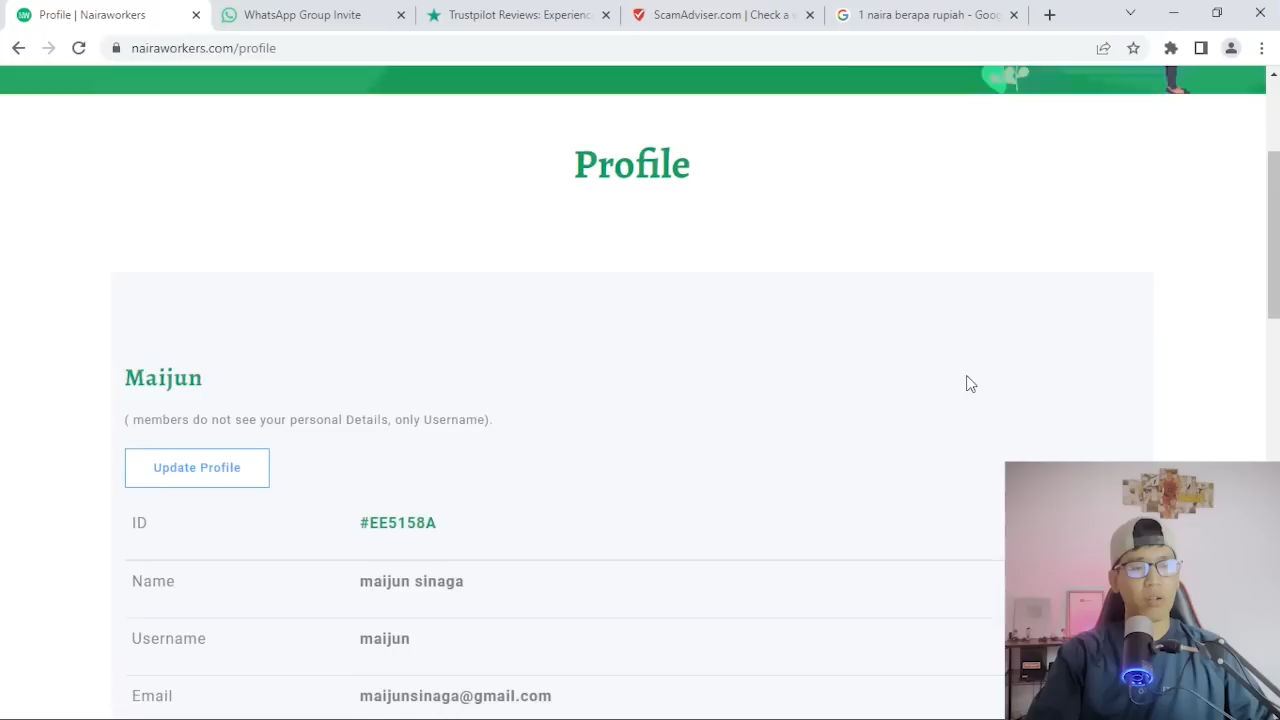 Profile | Nairaworkers
WhatsApp Group Invite
Trustpilot Reviews: Experienc
ScamAdviser.com | Check a
1 naira berapa rupiah - Goo
nairaworkers.com/profile
Profile
Maijun
( members do not see your personal Details, only Username).
Update Profile
ID #EE5158A
Name maijun sinaga
Username maijun
Email maijunsinaga@gmail.com